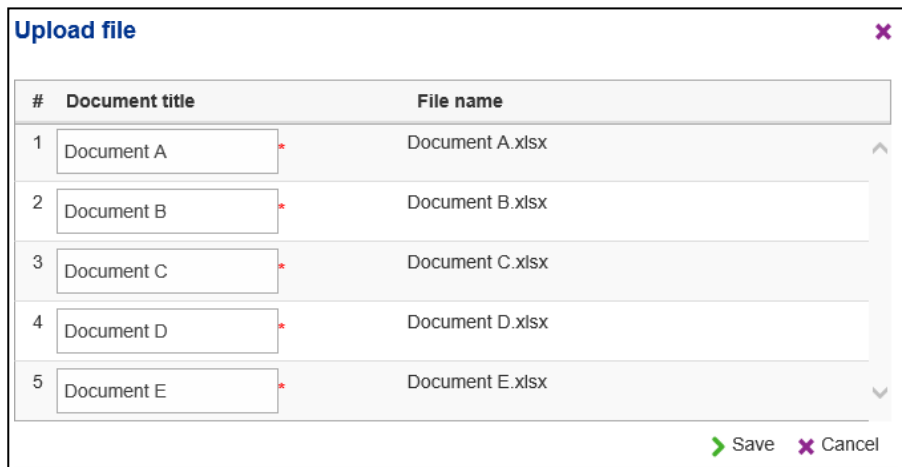 Upload file
# Document title File name
1 Document A * Document A.xlsx
2 Document B * Document B.xlsx
3 Document C * Document C.xlsx
4 Document D * Document D.xlsx
5 Document E * Document E.xlsx
Save Cancel